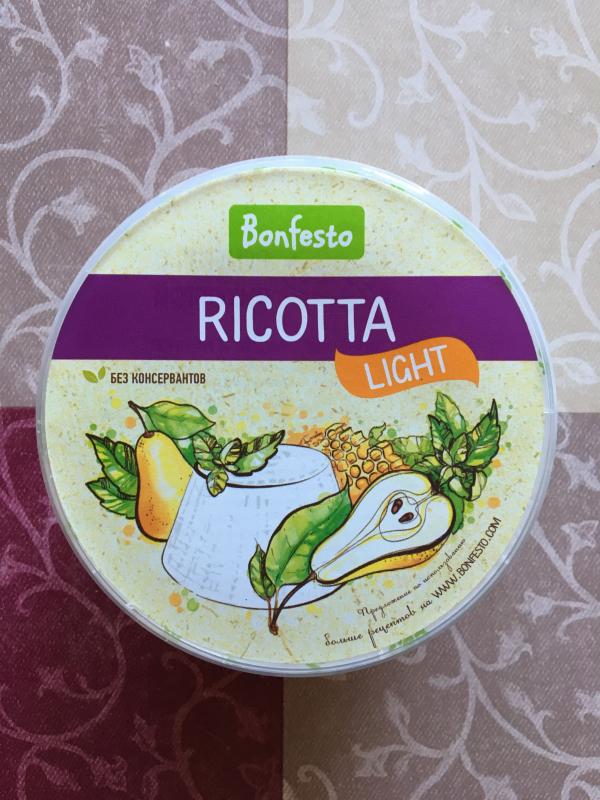 Bonfesto
RICOTTA
LIGHT
БЕЗ КОНСЕРВАНТОВ
Предложение по использованию
больше рецептов на WWW.BONFESTO.COM